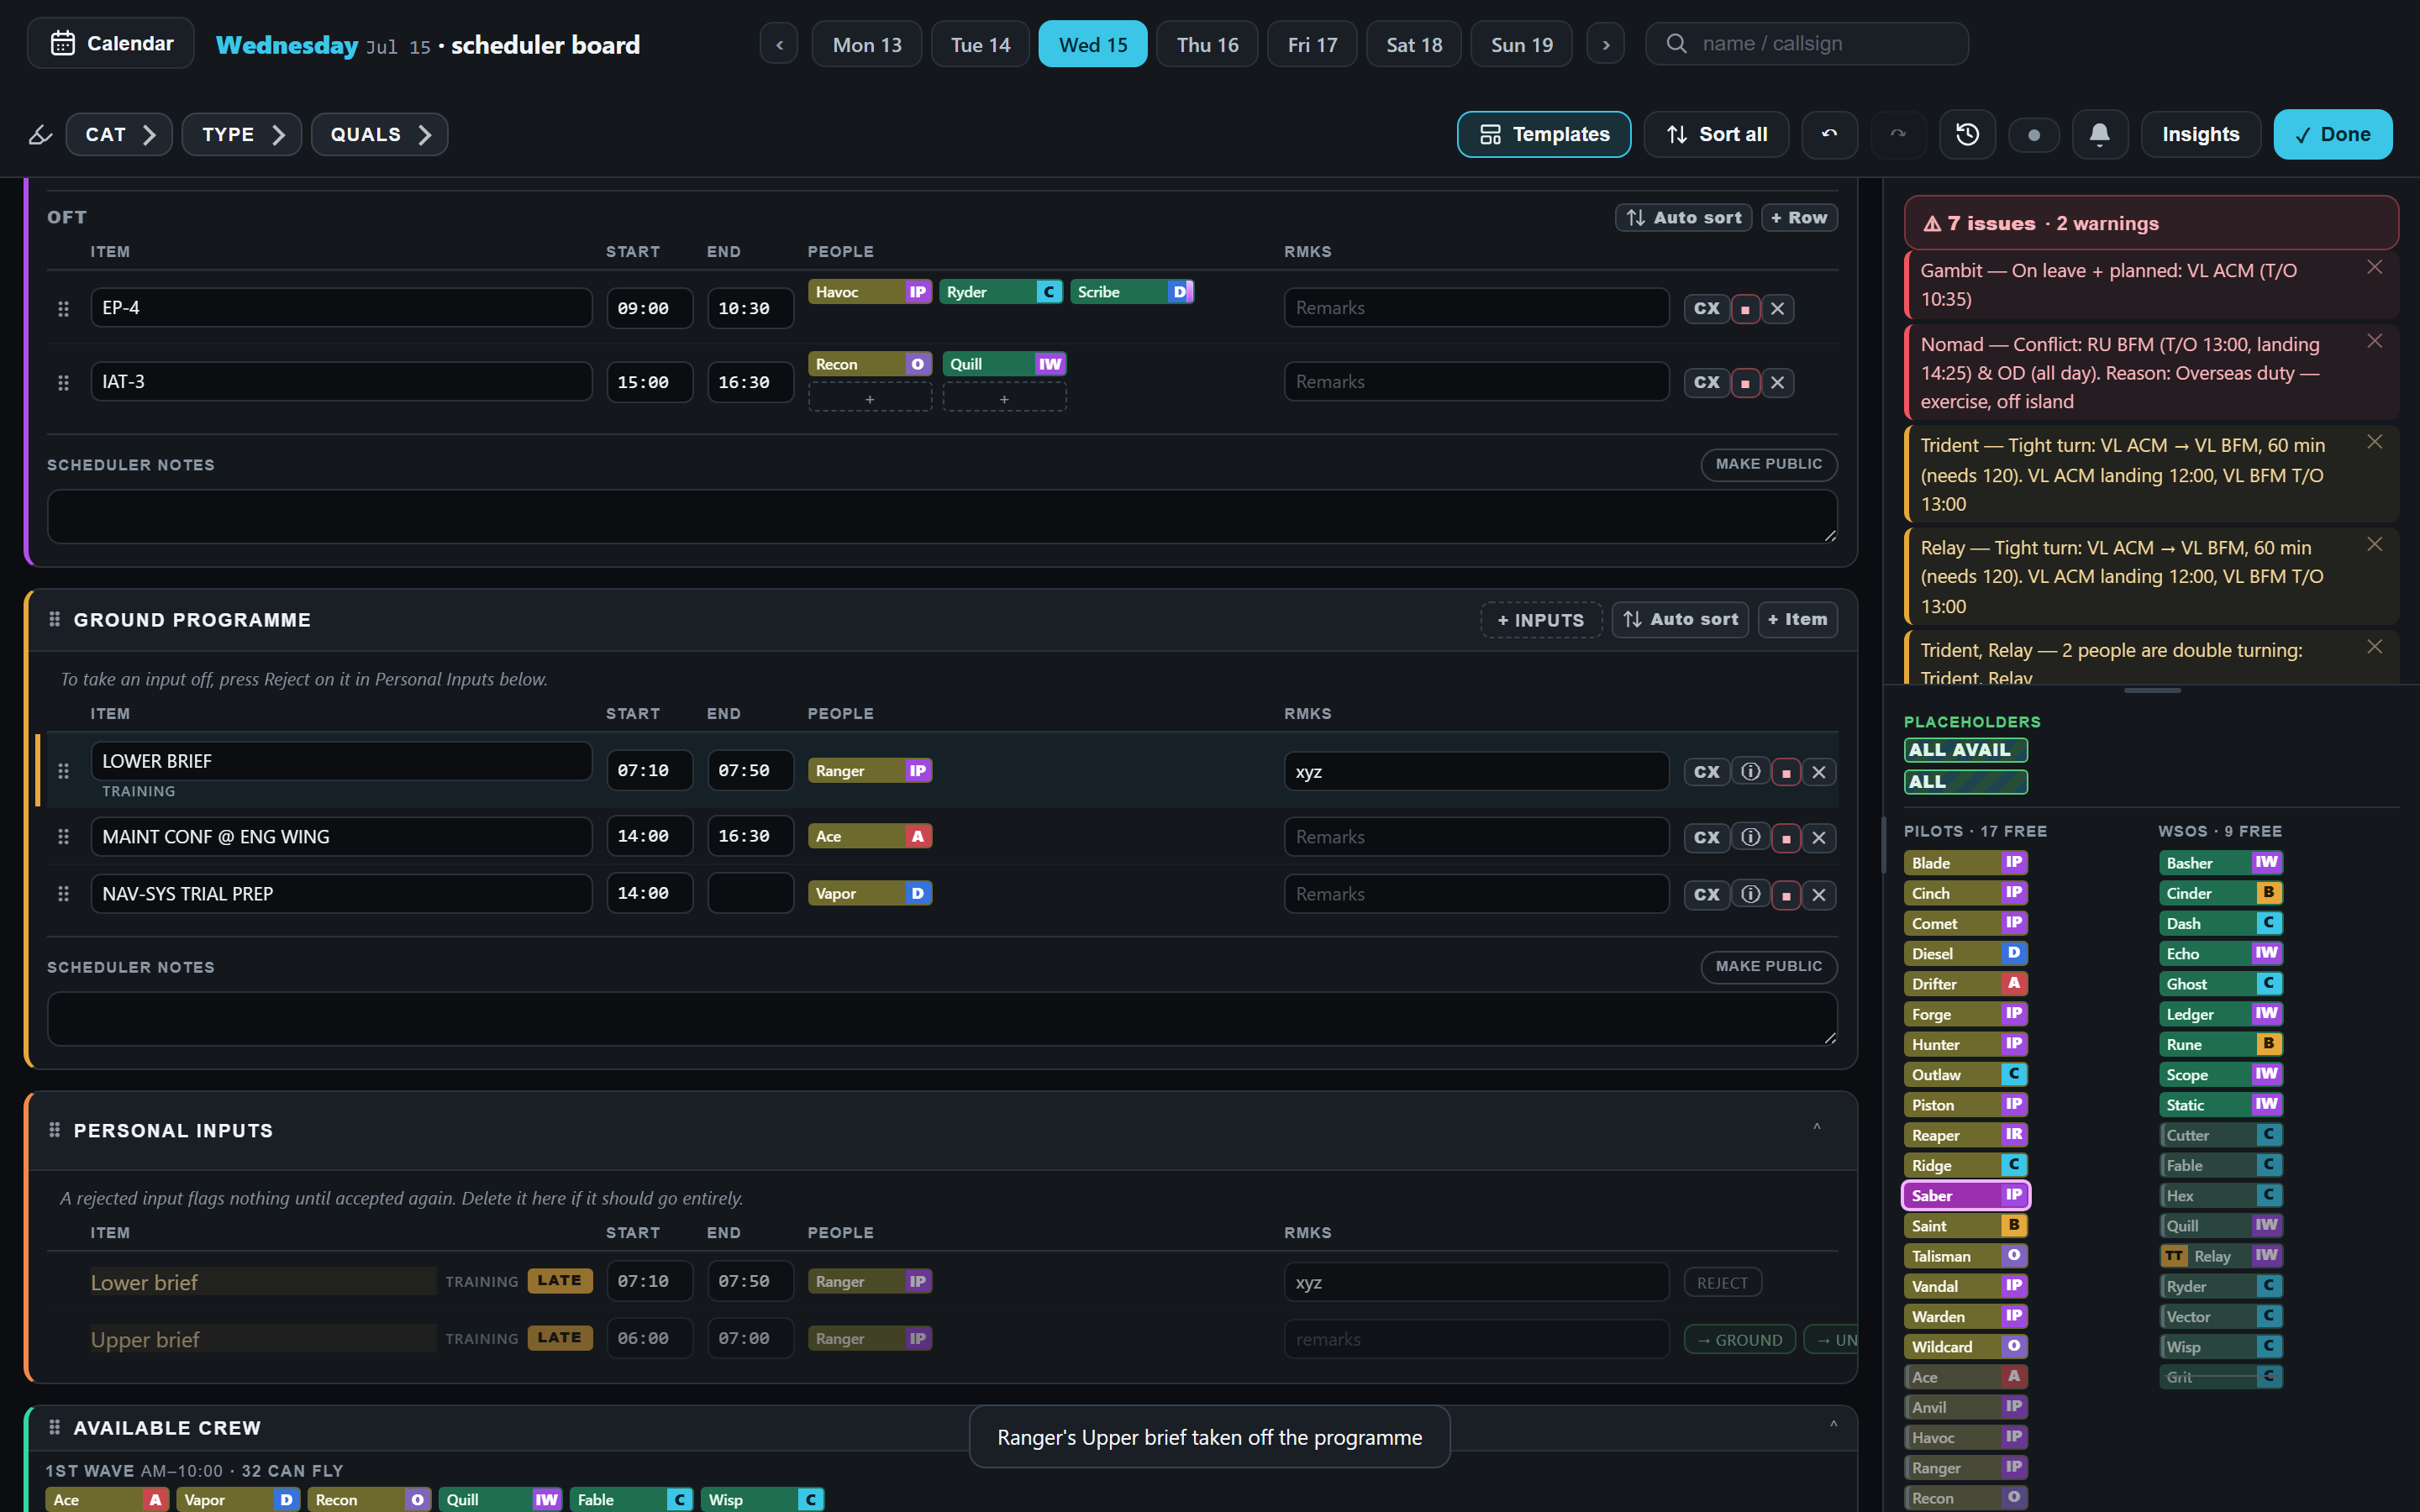 Calendar
Wednesday Jul 15 · scheduler board
‹ Mon 13 Tue 14 Wed 15 Thu 16 Fri 17 Sat 18 Sun 19 ›
name / callsign
CAT TYPE QUALS
Templates Sort all Insights ✓ Done
OFT
Auto sort + Row
ITEM START END PEOPLE RMKS
EP-4 09:00 10:30 Havoc IP Ryder C Scribe D Remarks CX
IAT-3 15:00 16:30 Recon O Quill IW Remarks CX
+ +
SCHEDULER NOTES MAKE PUBLIC
GROUND PROGRAMME + INPUTS Auto sort + Item
To take an input off, press Reject on it in Personal Inputs below.
ITEM START END PEOPLE RMKS
LOWER BRIEF 07:10 07:50 Ranger IP xyz CX
TRAINING
MAINT CONF @ ENG WING 14:00 16:30 Ace A Remarks CX
NAV-SYS TRIAL PREP 14:00 Vapor D Remarks CX
SCHEDULER NOTES MAKE PUBLIC
PERSONAL INPUTS
A rejected input flags nothing until accepted again. Delete it here if it should go entirely.
ITEM START END PEOPLE RMKS
Lower brief TRAINING LATE 07:10 07:50 Ranger IP xyz REJECT
Upper brief TRAINING LATE 06:00 07:00 Ranger IP remarks → GROUND → UN
AVAILABLE CREW
Ranger's Upper brief taken off the programme
1ST WAVE AM–10:00 · 32 CAN FLY
Ace A Vapor D Recon O Quill IW Fable C Wisp C
⚠ 7 issues · 2 warnings
Gambit — On leave + planned: VL ACM (T/O
10:35)
Nomad — Conflict: RU BFM (T/O 13:00, landing
14:25) & OD (all day). Reason: Overseas duty —
exercise, off island
Trident — Tight turn: VL ACM → VL BFM, 60 min
(needs 120). VL ACM landing 12:00, VL BFM T/O
13:00
Relay — Tight turn: VL ACM → VL BFM, 60 min
(needs 120). VL ACM landing 12:00, VL BFM T/O
13:00
Trident, Relay — 2 people are double turning:
Trident, Relay
PLACEHOLDERS
ALL AVAIL
ALL
PILOTS · 17 FREE
Blade IP
Cinch IP
Comet IP
Diesel D
Drifter A
Forge IP
Hunter IP
Outlaw C
Piston IP
Reaper IR
Ridge C
Saber IP
Saint B
Talisman O
Vandal IP
Warden IP
Wildcard O
Ace A
Anvil IP
Havoc IP
Ranger IP
Recon O
WSOS · 9 FREE
Basher IW
Cinder B
Dash C
Echo IW
Ghost C
Ledger IW
Rune B
Scope IW
Static IW
Cutter C
Fable C
Hex C
Quill IW
TT Relay IW
Ryder C
Vector C
Wisp C
Grit C